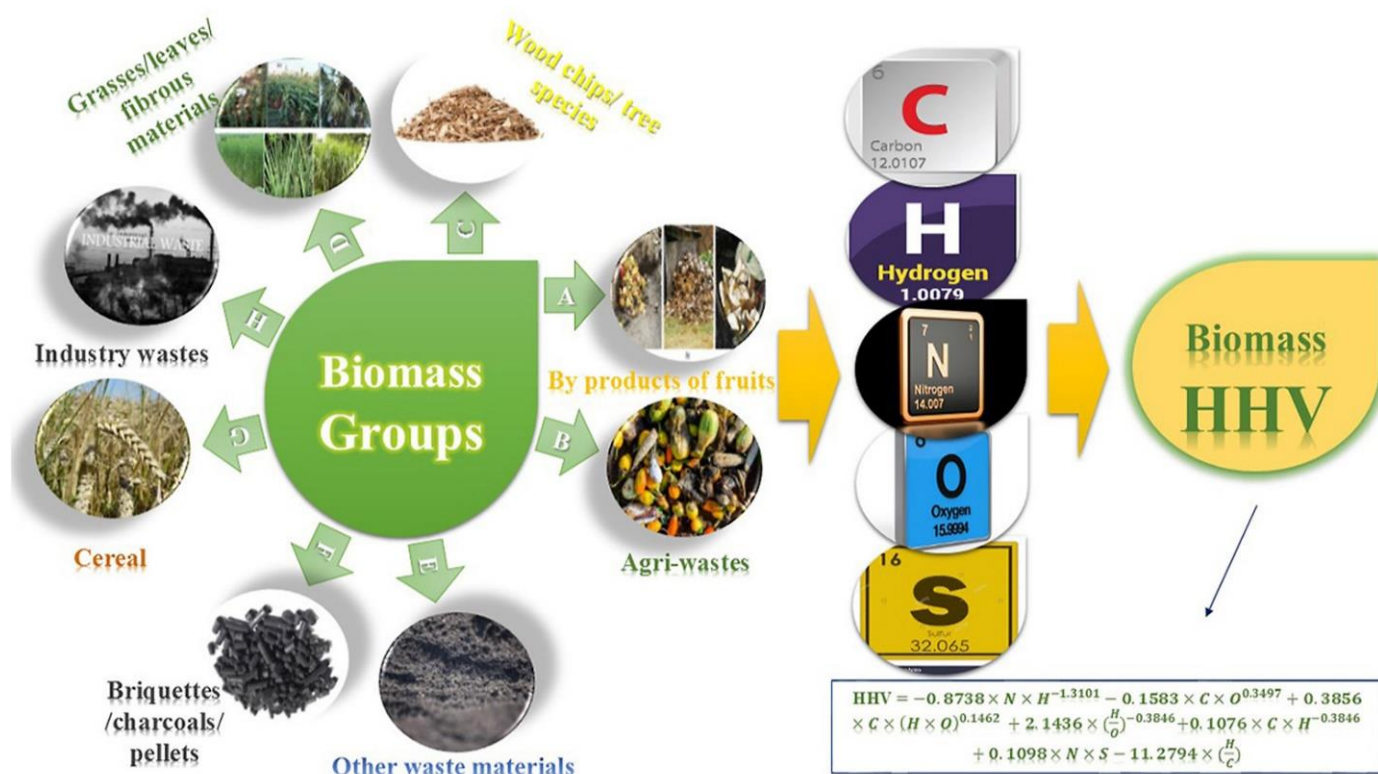 Grasses/leaves/
fibrous
materials
Wood chips/ tree
species
INDUSTRIAL WASTE
Industry wastes
D
C
H
A
By products of fruits
Biomass
Groups
G
B
Cereal
Agri-wastes
F
E
Briquettes
/charcoals/
pellets
Other waste materials
6
C
Carbon
12.0107
H
Hydrogen
1.0079
7
N
Nitrogen
14.007
O
Oxygen
15.9994
16
S
Sulfur
32.065
Biomass
HHV
HHV = −0.8738 × N × H^−1.3101 − 0.1583 × C × O^0.3497 + 0.3856
× C × (H × O)^0.1462 + 2.1436 × (H/O)^−0.3846 +0.1076 × C × H^−0.3846
+ 0.1098 × N × S − 11.2794 × (H/C)